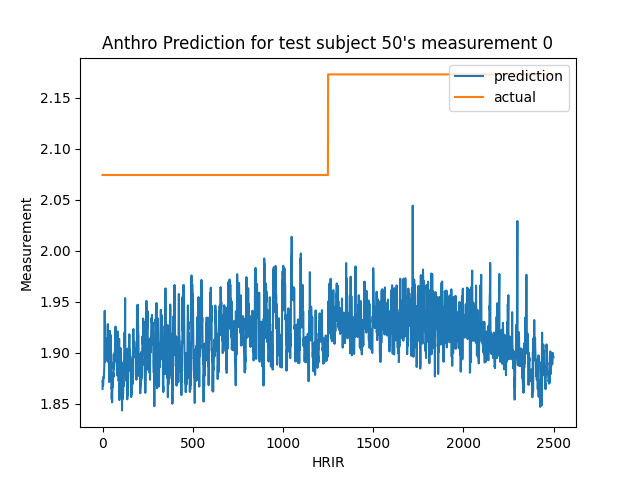 Anthro Prediction for test subject 50's measurement 0
prediction
actual
Measurement
2.15
2.10
2.05
2.00
1.95
1.90
1.85
0 500 1000 1500 2000 2500
HRIR